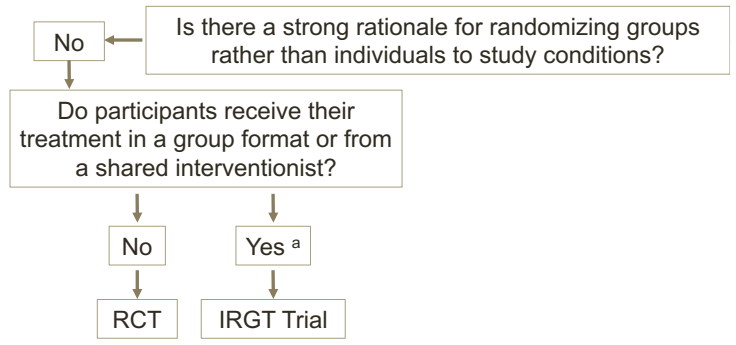 Is there a strong rationale for randomizing groups
rather than individuals to study conditions?
No
Do participants receive their
treatment in a group format or from
a shared interventionist?
No
Yes ᵃ
RCT
IRGT Trial